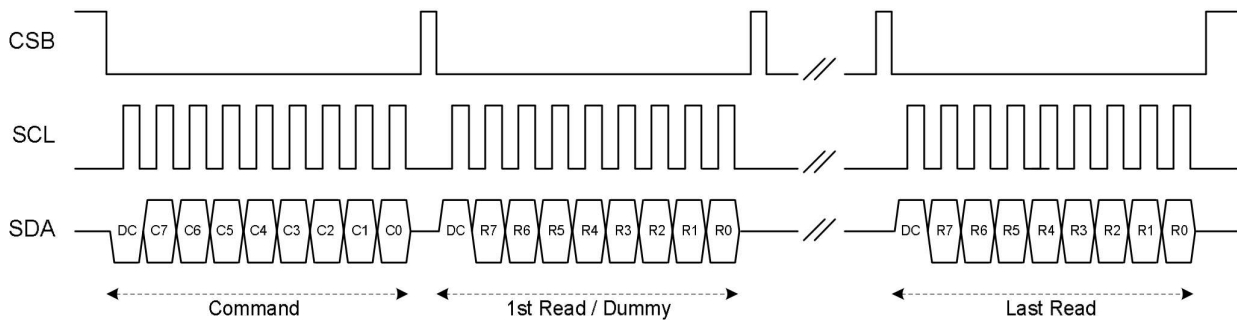 CSB
SCL
SDA
DC C7 C6 C5 C4 C3 C2 C1 C0 DC R7 R6 R5 R4 R3 R2 R1 R0 DC R7 R6 R5 R4 R3 R2 R1 R0
Command 1st Read / Dummy Last Read